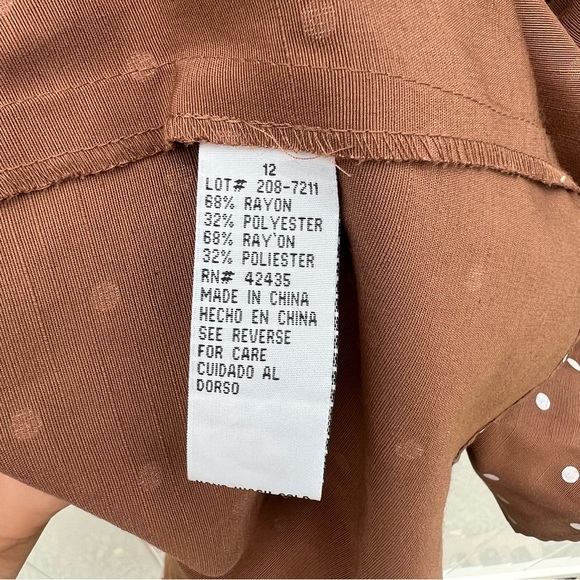 12
LOT# 208-7211
68% RAYON
32% POLYESTER
68% RAY'ON
32% POLIESTER
RN# 42435
MADE IN CHINA
HECHO EN CHINA
SEE REVERSE
FOR CARE
CUIDADO AL
DORSO